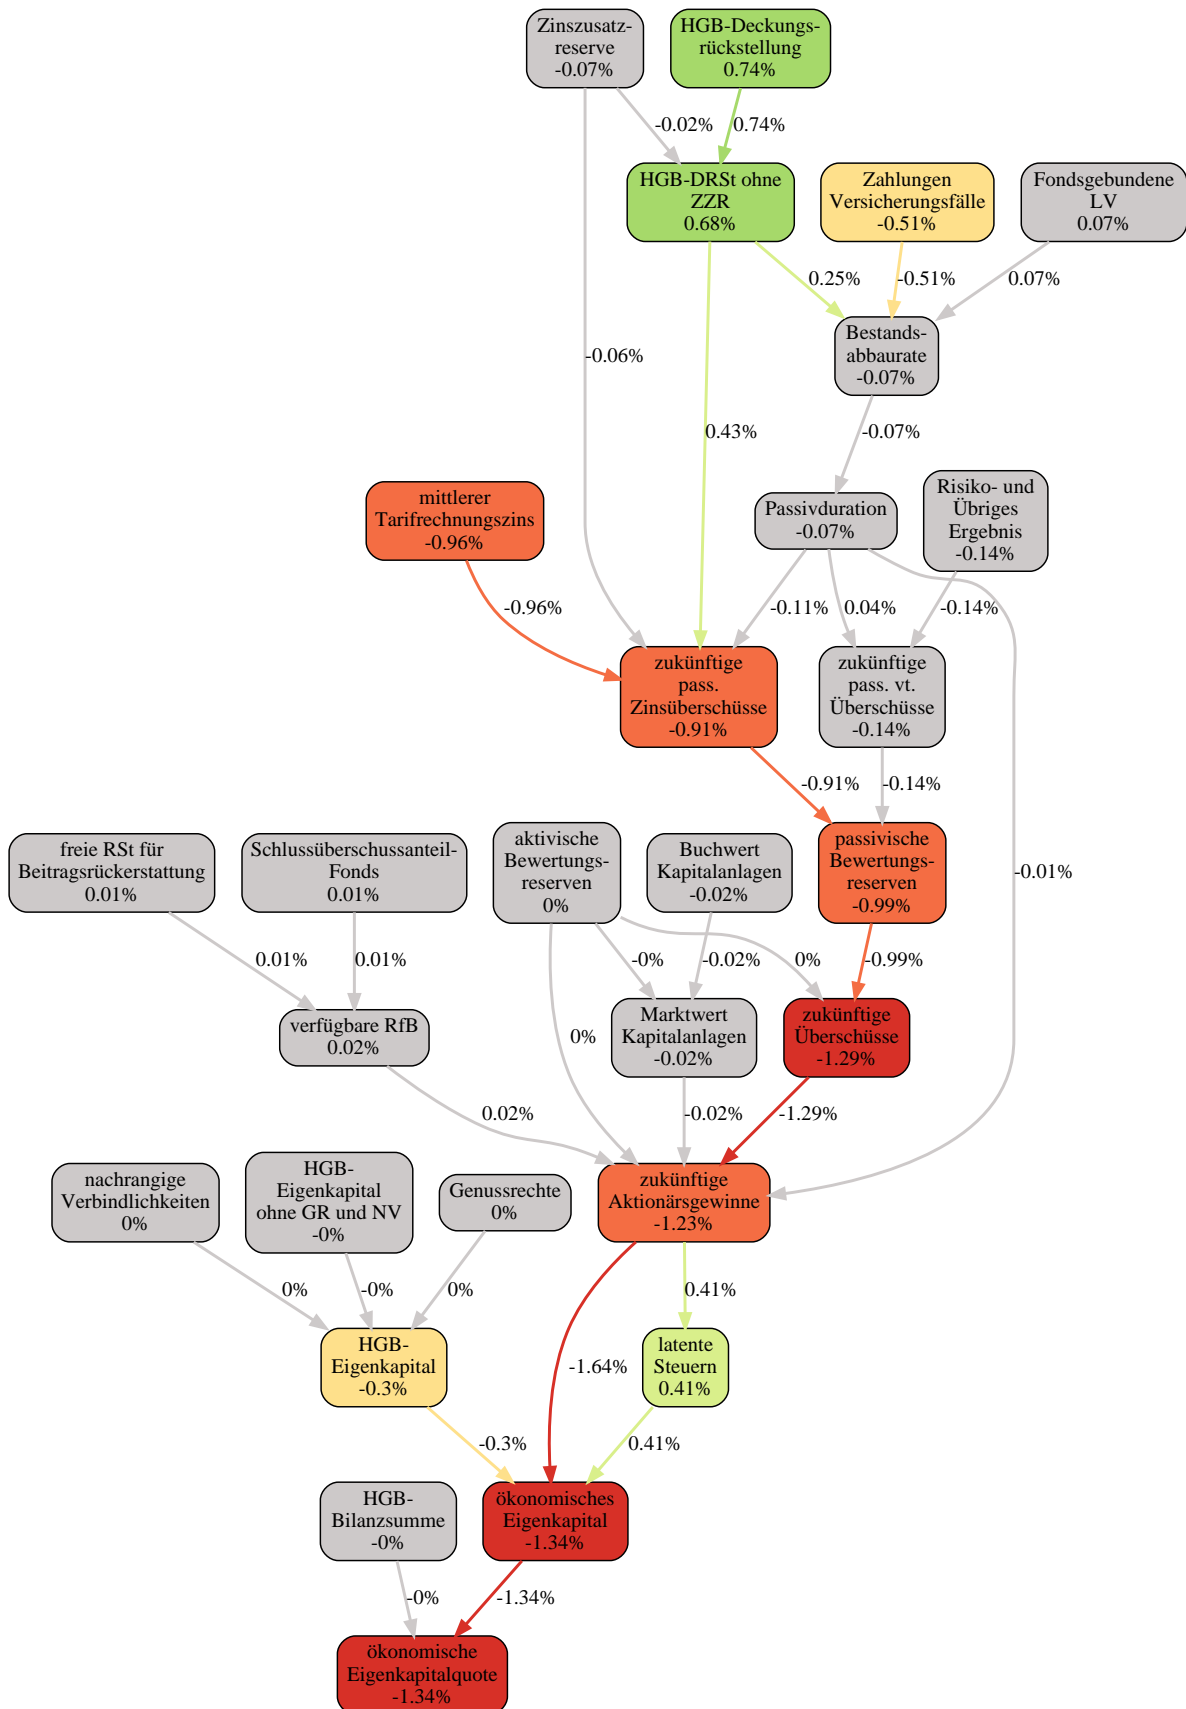 Zinszusatz-
reserve
-0.07%
HGB-Deckungs-
rückstellung
0.74%
-0.02%
0.74%
HGB-DRSt ohne
ZZR
0.68%
Zahlungen
Versicherungsfälle
-0.51%
Fondsgebundene
LV
0.07%
0.25%
-0.51%
0.07%
Bestands-
abbaurate
-0.07%
-0.06%
0.43%
-0.07%
mittlerer
Tarifrechnungszins
-0.96%
Passivduration
-0.07%
Risiko- und
Übriges
Ergebnis
-0.14%
-0.96%
-0.11%
0.04%
-0.14%
zukünftige
pass.
Zinsüberschüsse
-0.91%
zukünftige
pass. vt.
Überschüsse
-0.14%
-0.91%
-0.14%
freie RSt für
Beitragsrückerstattung
0.01%
Schlussüberschussanteil-
Fonds
0.01%
aktivische
Bewertungs-
reserven
0%
Buchwert
Kapitalanlagen
-0.02%
passivische
Bewertungs-
reserven
-0.99%
-0.01%
0.01%
0.01%
-0%
-0.02%
0%
-0.99%
verfügbare RfB
0.02%
0%
Marktwert
Kapitalanlagen
-0.02%
zukünftige
Überschüsse
-1.29%
0.02%
-0.02%
-1.29%
nachrangige
Verbindlichkeiten
0%
HGB-
Eigenkapital
ohne GR und NV
-0%
Genussrechte
0%
zukünftige
Aktionärsgewinne
-1.23%
0%
-0%
0%
0.41%
HGB-
Eigenkapital
-0.3%
-1.64%
latente
Steuern
0.41%
-0.3%
0.41%
HGB-
Bilanzsumme
-0%
ökonomisches
Eigenkapital
-1.34%
-0%
-1.34%
ökonomische
Eigenkapitalquote
-1.34%